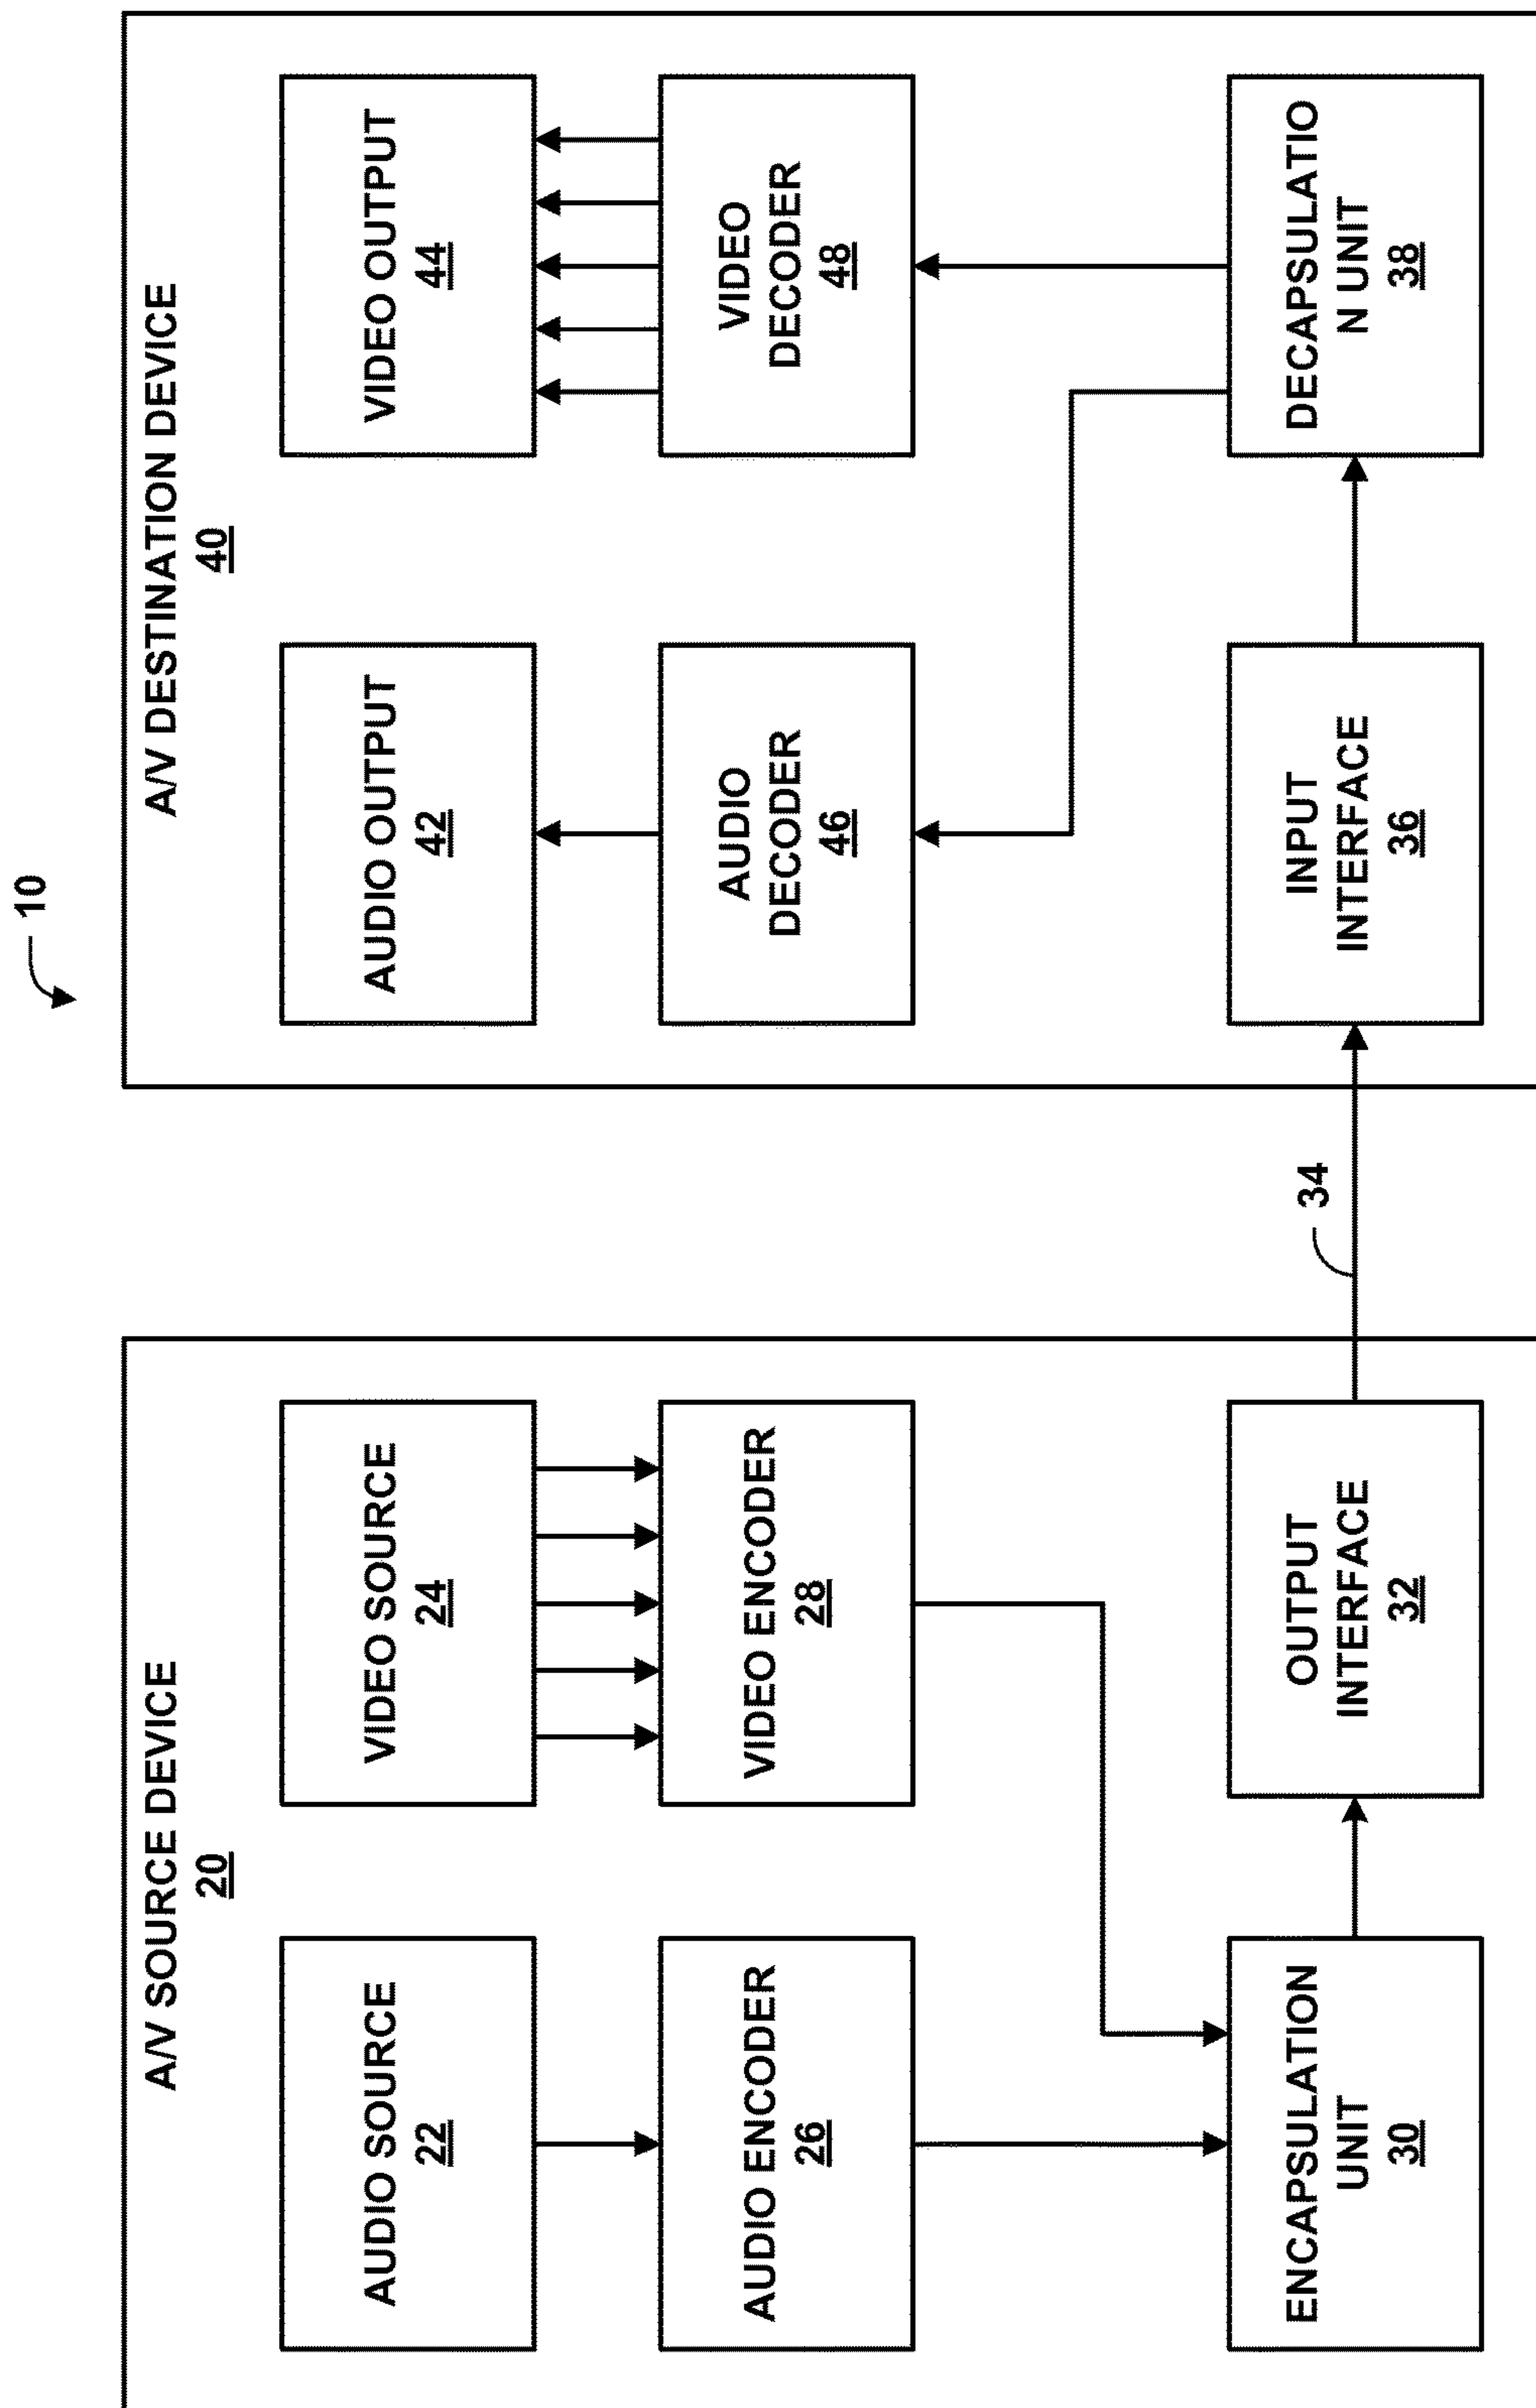 10
A/V SOURCE DEVICE
20
AUDIO SOURCE
22
VIDEO SOURCE
24
AUDIO ENCODER
26
VIDEO ENCODER
28
ENCAPSULATION
UNIT
30
OUTPUT
INTERFACE
32
34
A/V DESTINATION DEVICE
40
AUDIO OUTPUT
42
VIDEO OUTPUT
44
AUDIO
DECODER
46
VIDEO
DECODER
48
INPUT
INTERFACE
36
DECAPSULATIO
N UNIT
38